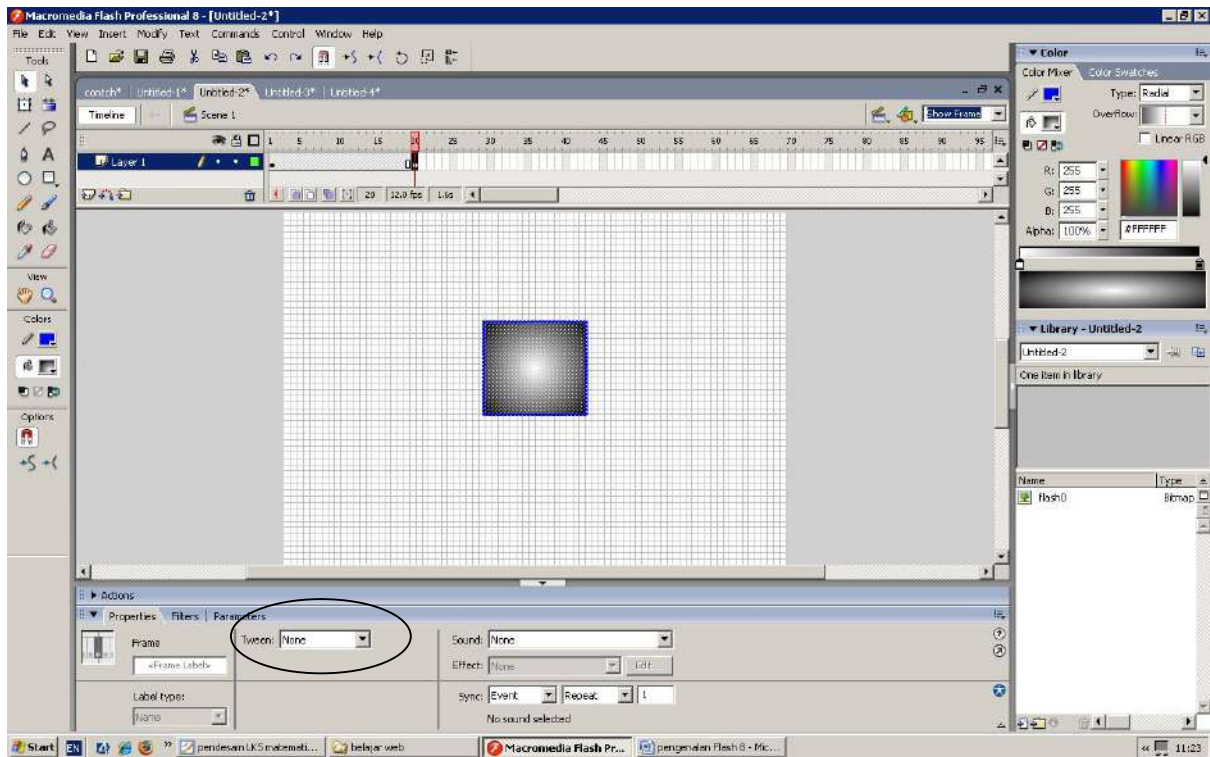 Macromedia Flash Professional 8 - [Untitled-2*]
File Edit View Insert Modify Text Commands Control Window Help
Tools
View
Colors
Options
contoh* Untitled-1* Untitled-2* Untitled-3* Untitled-4*
Timeline Scene 1 Show Frame
1 5 10 15 20 25 30 35 40 45 50 55 60 65 70 75 80 85 90 95
Layer 1
20 12.0 fps 1.6s
Actions
Properties Filters Parameters
Frame Tween: None Sound: None
<Frame Label> Effect: None Edit...
Label type: Sync: Event Repeat 1
Name No sound selected
Color
Color Mixer Color Swatches
Type: Radial
Overflow:
Linear RGB
R: 255
G: 255
B: 255
Alpha: 100% #FFFFFF
Library - Untitled-2
Untitled-2
One item in library
Name Type
flash0 Bitmap
Start EN pendesain LKS matemati... belajar web Macromedia Flash Pr... pengenalan Flash 8 - Mic... 11:23